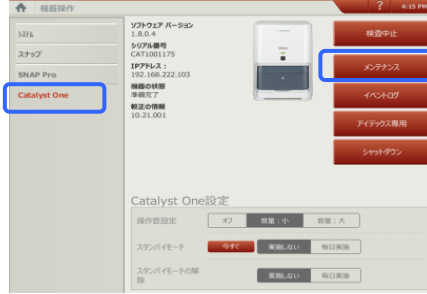 機器操作
? 4:15 PM
システム
スナップ
SNAP Pro
Catalyst One
ソフトウェア バージョン
1.8.0.4
シリアル番号
CAT1001175
IPアドレス：
192.168.222.103
機器の状態
準備完了
較正の情報
10.21.001
検査中止
メンテナンス
イベントログ
アイデックス専用
シャットダウン
Catalyst One設定
操作音設定 オフ 音量：小 音量：大
スタンバイモード 今すぐ 実施しない 毎日実施
スタンバイモードの解
除 実施しない 毎日実施